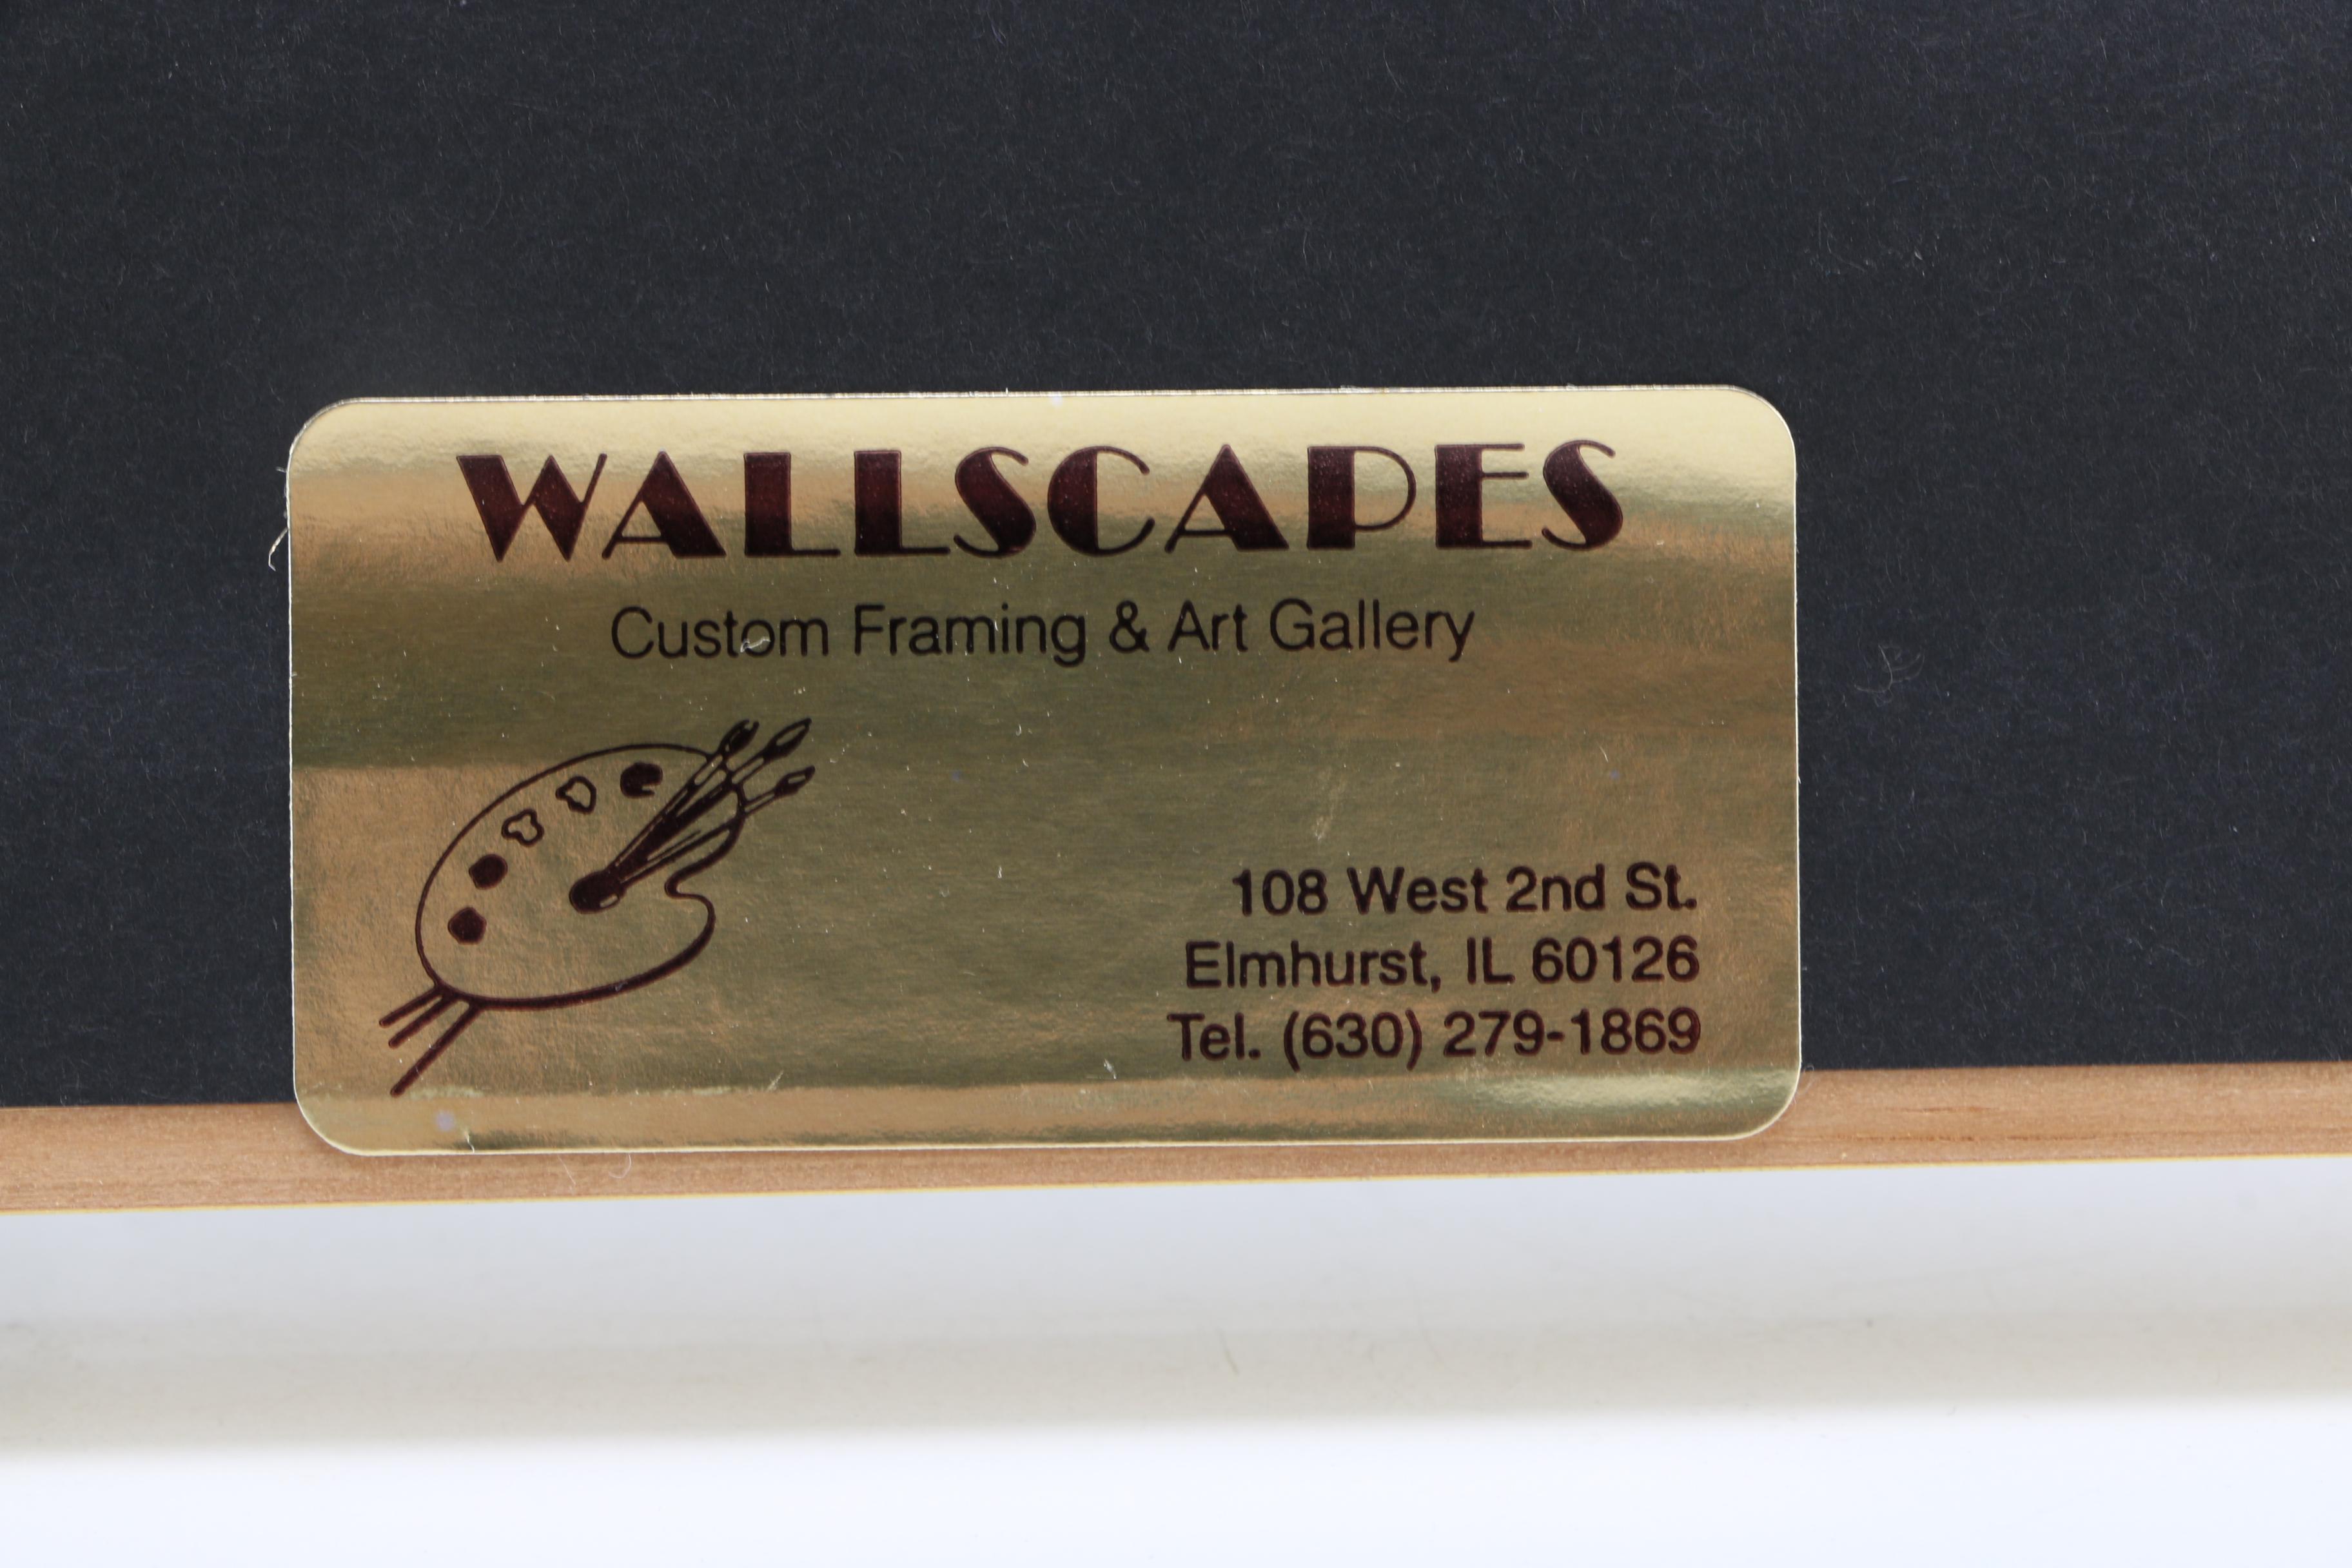 WALLSCAPES
Custom Framing & Art Gallery
108 West 2nd St.
Elmhurst, IL 60126
Tel. (630) 279-1869